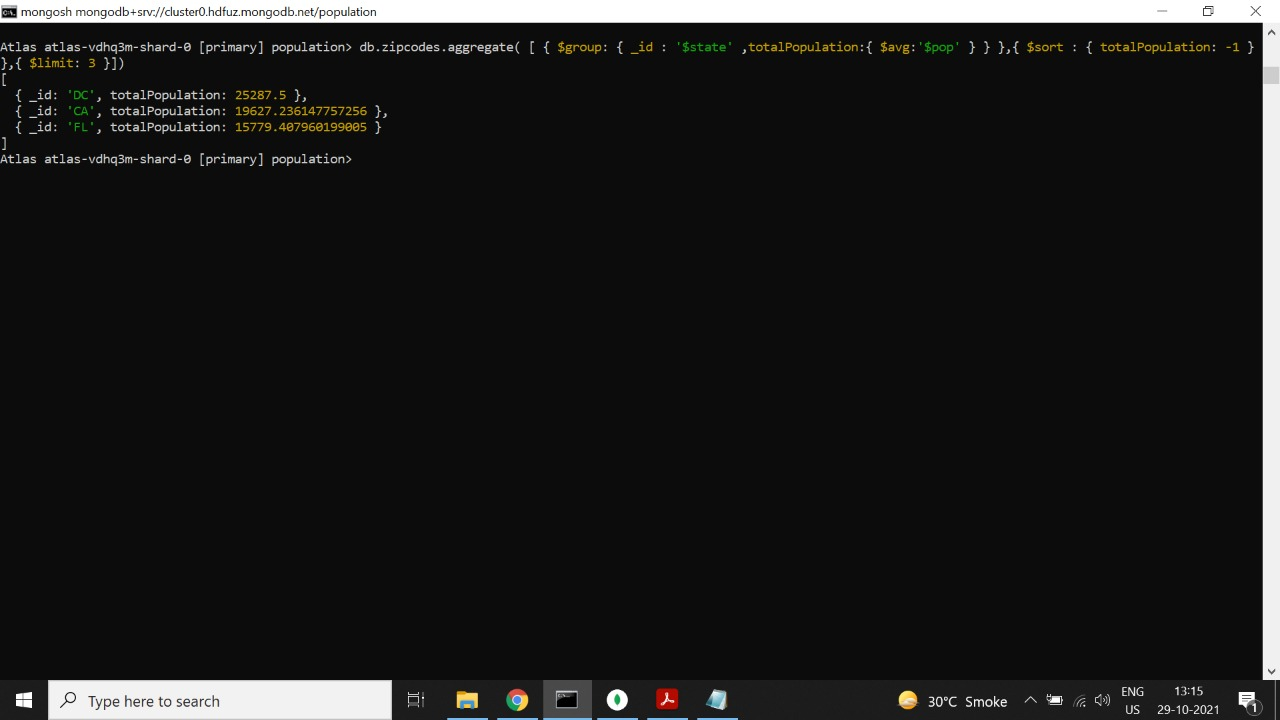 mongosh mongodb+srv://cluster0.hdfuz.mongodb.net/population
Atlas atlas-vdhq3m-shard-0 [primary] population> db.zipcodes.aggregate( [ { $group: { _id : '$state' ,totalPopulation:{ $avg:'$pop' } } },{ $sort : { totalPopulation: -1 }
},{ $limit: 3 }])
[
  { _id: 'DC', totalPopulation: 25287.5 },
  { _id: 'CA', totalPopulation: 19627.236147757256 },
  { _id: 'FL', totalPopulation: 15779.407960199005 }
]
Atlas atlas-vdhq3m-shard-0 [primary] population>
Type here to search
30°C Smoke
ENG
US
13:15
29-10-2021
1